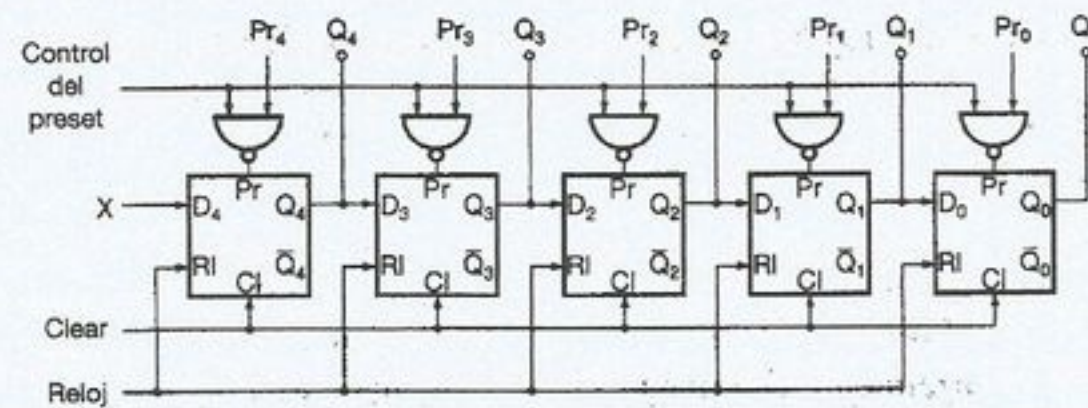 Control
del
preset
Pr₄ Q₄ Pr₃ Q₃ Pr₂ Q₂ Pr₁ Q₁ Pr₀ Q
Pr Pr Pr Pr Pr
X D₄ Q₄ D₃ Q₃ D₂ Q₂ D₁ Q₁ D₀ Q₀
Rl Q̅₄ Rl Q̅₃ Rl Q̅₂ Rl Q̅₁ Rl Q̅₀
Cl Cl Cl Cl Cl
Clear
Reloj